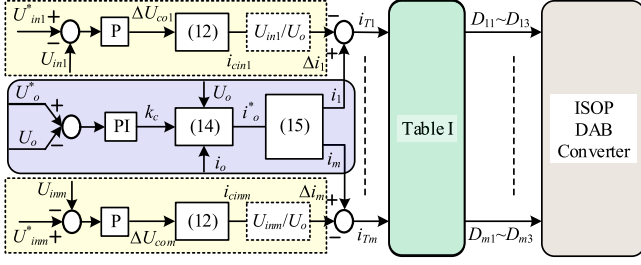 U*in1 + − P ΔUco1 (12) Uin1/Uo − iT1 D11~D13
Uin1 icin1 Δi1 +
U*o + Uo i1
PI kc (14) i*o (15) Table I ISOP
DAB
Converter
Uo − io im
Uinm icinm Δim +
− P (12) Uinm/Uo −
U*inm + ΔUcom iTm Dm1~Dm3